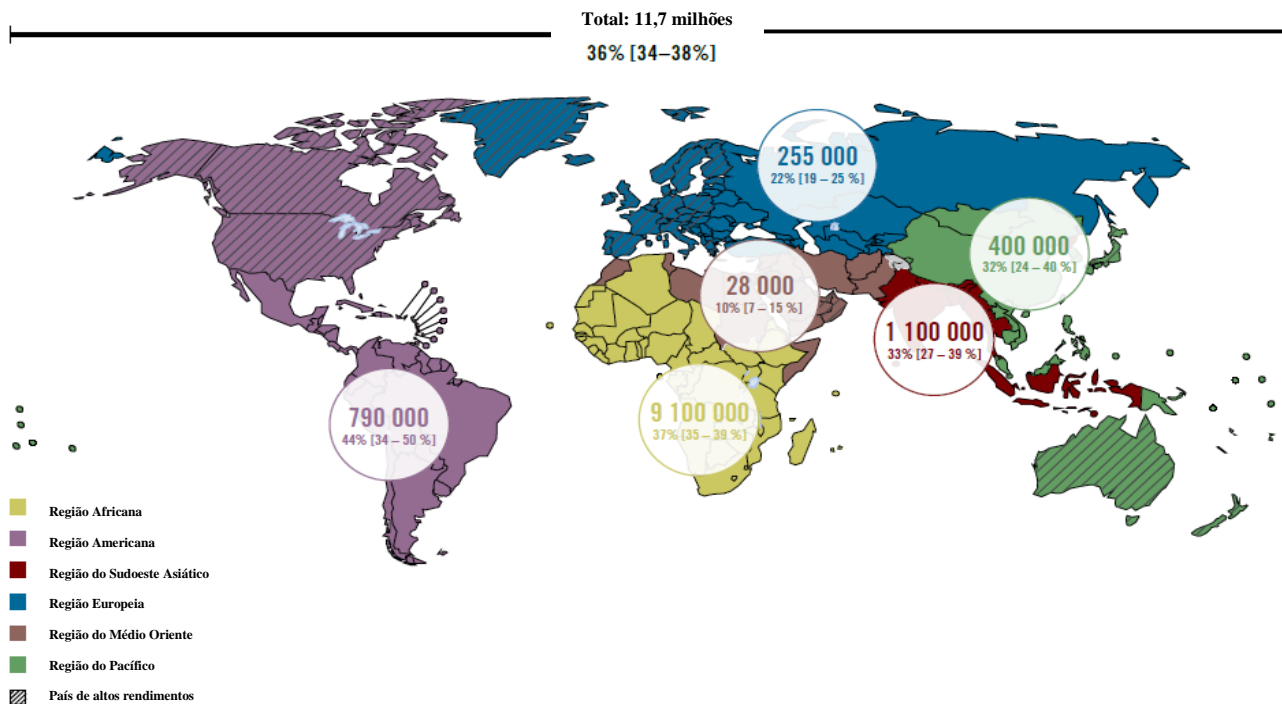 Total: 11,7 milhões
36% [34–38%]
255 000
22% [19 – 25 %]
400 000
32% [24 – 40 %]
28 000
10% [7 – 15 %]
1 100 000
33% [27 – 39 %]
790 000
44% [34 – 50 %]
9 100 000
37% [35 – 39 %]
Região Africana
Região Americana
Região do Sudoeste Asiático
Região Europeia
Região do Médio Oriente
Região do Pacífico
País de altos rendimentos